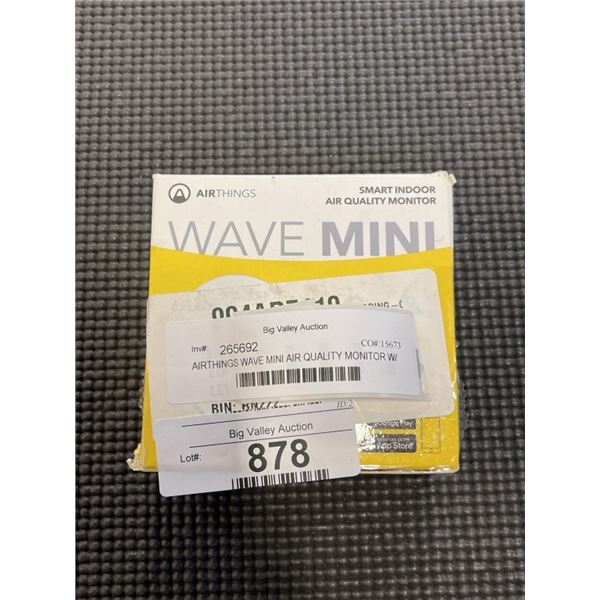 AIRTHINGS
SMART INDOOR
AIR QUALITY MONITOR
WAVE MINI
Big Valley Auction
Inv#: 265692 CO#:15673
AIRTHINGS WAVE MINI AIR QUALITY MONITOR W/
BIN:
Big Valley Auction
Lot#: 878
App Store